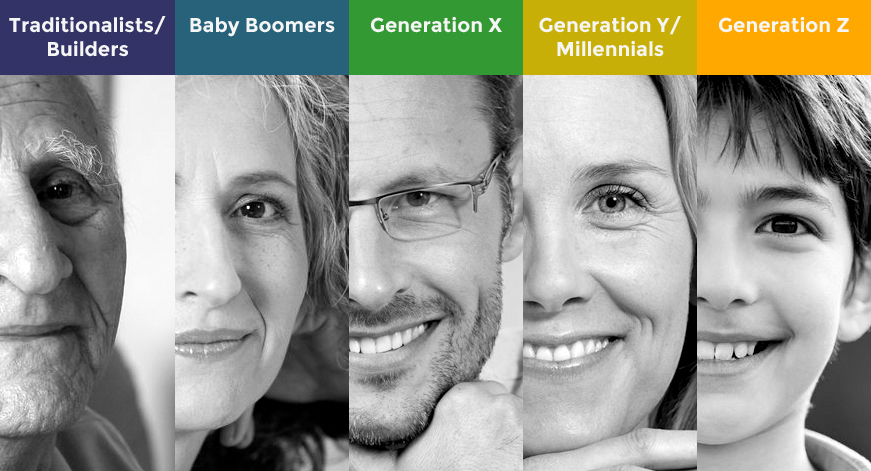 Traditionalists/
Builders
Baby Boomers
Generation X
Generation Y/
Millennials
Generation Z